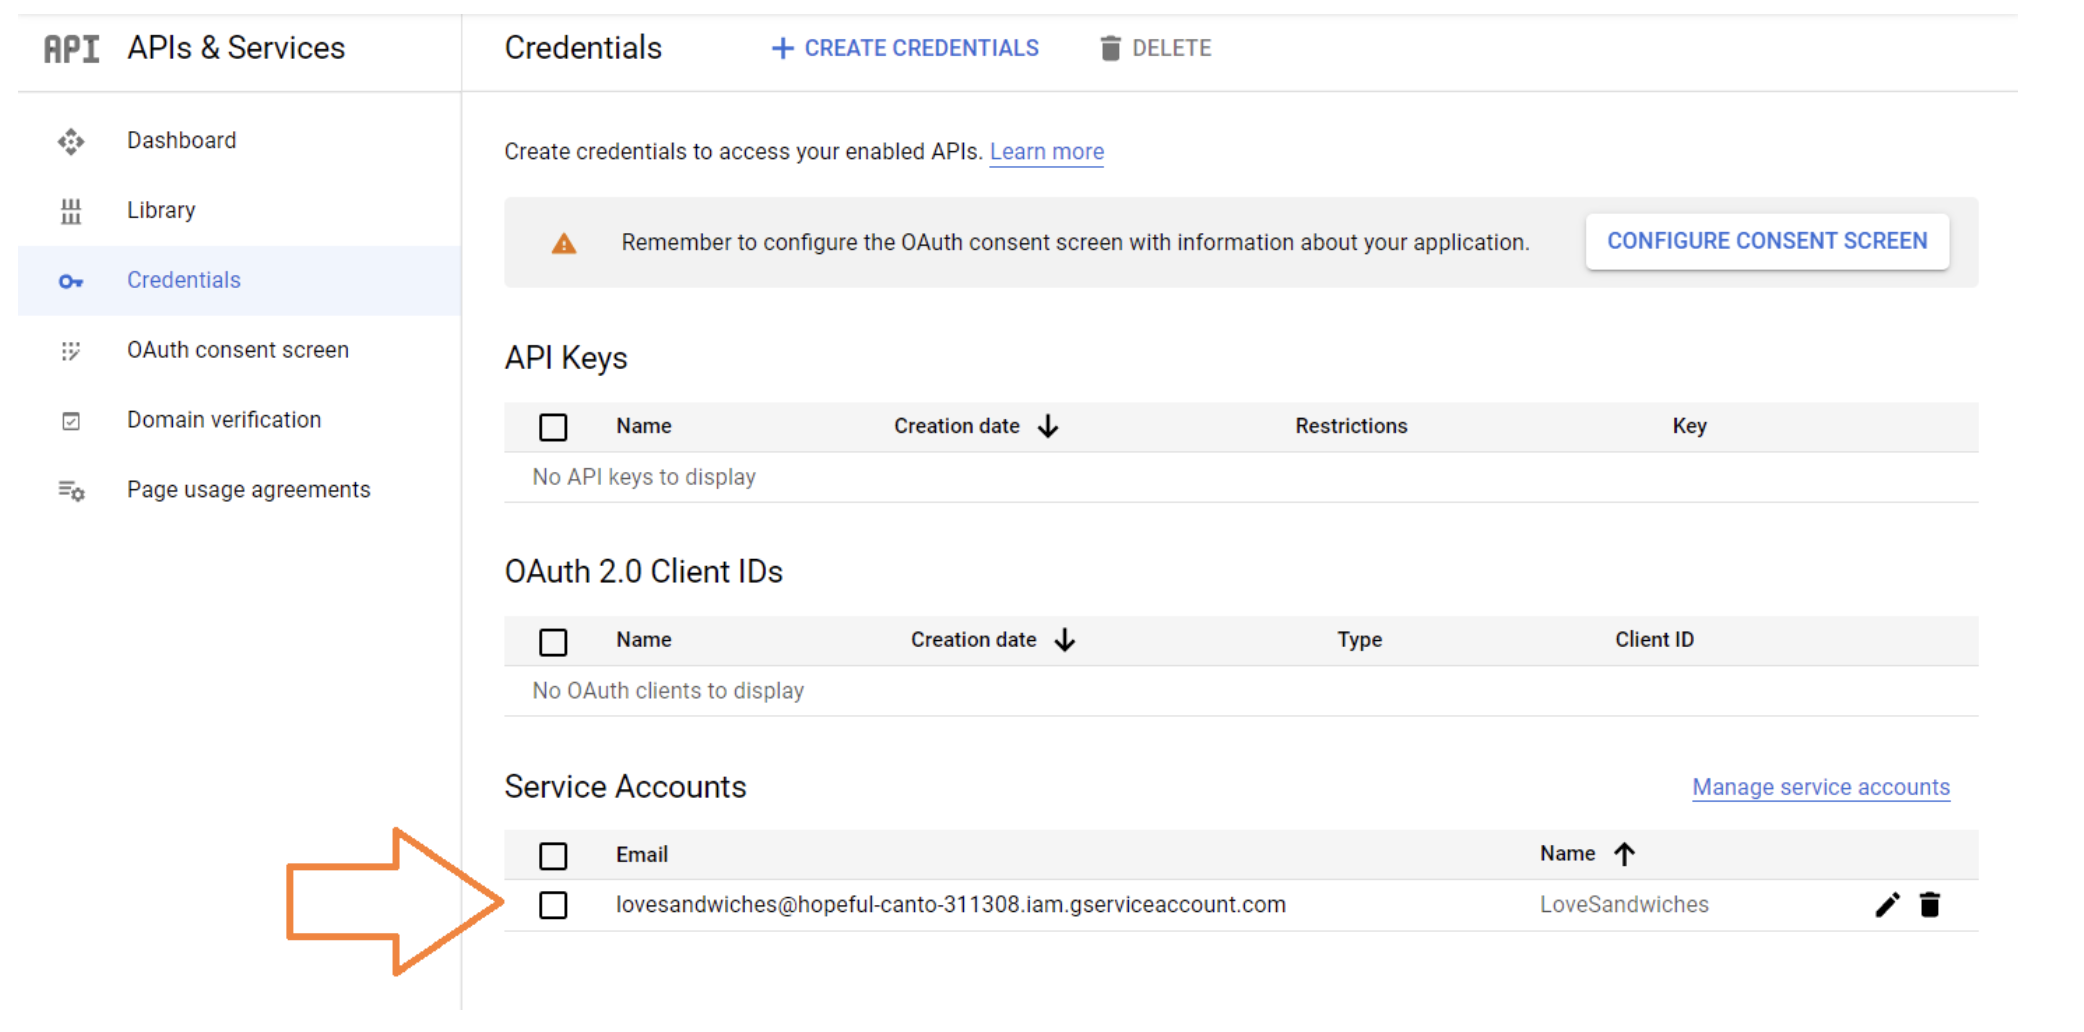 API APIs & Services
Credentials
+ CREATE CREDENTIALS
DELETE
Dashboard
Library
Credentials
OAuth consent screen
Domain verification
Page usage agreements
Create credentials to access your enabled APIs. Learn more
Remember to configure the OAuth consent screen with information about your application.
CONFIGURE CONSENT SCREEN
API Keys
Name Creation date Restrictions Key
No API keys to display
OAuth 2.0 Client IDs
Name Creation date Type Client ID
No OAuth clients to display
Service Accounts
Manage service accounts
Email Name
lovesandwiches@hopeful-canto-311308.iam.gserviceaccount.com LoveSandwiches